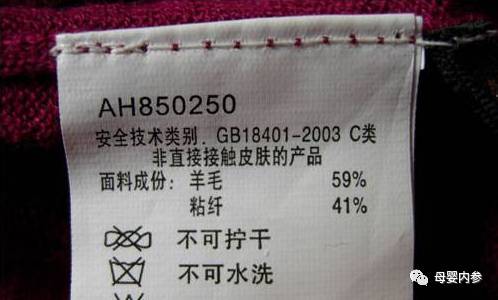 AH850250
安全技术类别. GB18401-2003 C类
非直接接触皮肤的产品
面料成份: 羊毛 59%
粘纤 41%
不可拧干
不可水洗
母婴内参